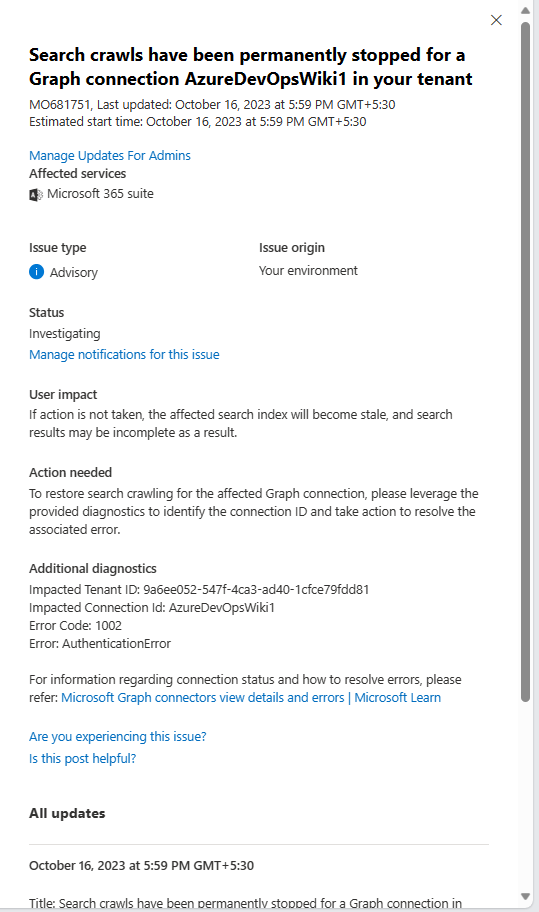 Search crawls have been permanently stopped for a
Graph connection AzureDevOpsWiki1 in your tenant
MO681751, Last updated: October 16, 2023 at 5:59 PM GMT+5:30
Estimated start time: October 16, 2023 at 5:59 PM GMT+5:30
Manage Updates For Admins
Affected services
Microsoft 365 suite
Issue type
Issue origin
Advisory
Your environment
Status
Investigating
Manage notifications for this issue
User impact
If action is not taken, the affected search index will become stale, and search
results may be incomplete as a result.
Action needed
To restore search crawling for the affected Graph connection, please leverage the
provided diagnostics to identify the connection ID and take action to resolve the
associated error.
Additional diagnostics
Impacted Tenant ID: 9a6ee052-547f-4ca3-ad40-1cfce79fdd81
Impacted Connection Id: AzureDevOpsWiki1
Error Code: 1002
Error: AuthenticationError
For information regarding connection status and how to resolve errors, please
refer: Microsoft Graph connectors view details and errors | Microsoft Learn
Are you experiencing this issue?
Is this post helpful?
All updates
October 16, 2023 at 5:59 PM GMT+5:30
Title: Search crawls have been permanently stopped for a Graph connection in